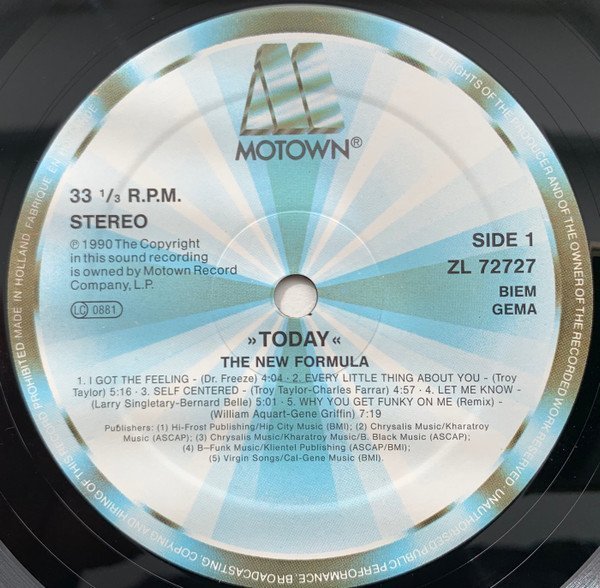 MOTOWN®
33 1/3 R.P.M.
STEREO
℗ 1990 The Copyright
in this sound recording
is owned by Motown Record
Company, L.P.
LC 0881
SIDE 1
ZL 72727
BIEM
GEMA
»TODAY«
THE NEW FORMULA
1. I GOT THE FEELING - (Dr. Freeze) 4:04 · 2. EVERY LITTLE THING ABOUT YOU - (Troy
Taylor) 5:16 · 3. SELF CENTERED - (Troy Taylor-Charles Farrar) 4:57 · 4. LET ME KNOW -
(Larry Singletary-Bernard Belle) 5:01 · 5. WHY YOU GET FUNKY ON ME (Remix) -
(William Aquart-Gene Griffin) 7:19
Publishers: (1) Hi-Frost Publishing/Hip City Music (BMI); (2) Chrysalis Music/Kharatroy
Music (ASCAP); (3) Chrysalis Music/Kharatroy Music/B. Black Music (ASCAP);
(4) B—Funk Music/Klientel Publishing (ASCAP/BMI);
(5) Virgin Songs/Cal-Gene Music (BMI).
ALL RIGHTS OF THE PRODUCER AND OF THE OWNER OF THE RECORDED WORK RESERVED. UNAUTHORISED PUBLIC PERFORMANCE, BROADCASTING, COPYING AND HIRING OF THIS RECORD PROHIBITED MADE IN HOLLAND FABRIQUE EN